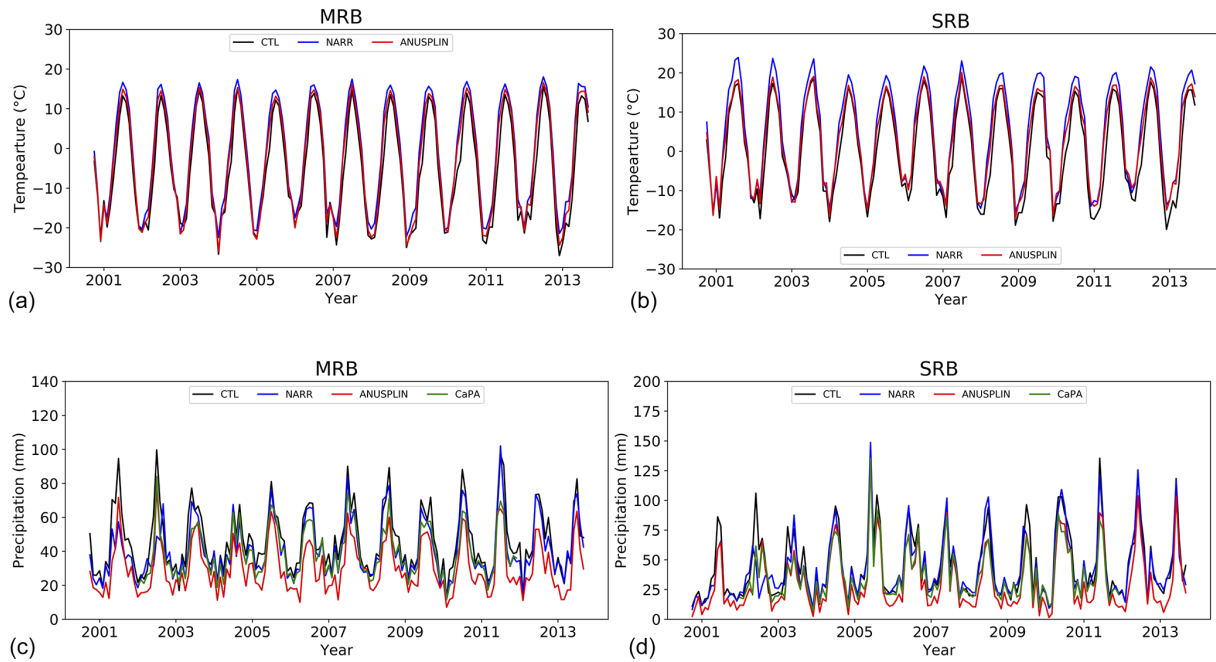 MRB
30
20
10
0
−10
−20
−30
Tempearture (°C)
CTL NARR ANUSPLIN
2001 2003 2005 2007 2009 2011 2013
Year
(a)
SRB
30
20
10
0
−10
−20
−30
Tempearture (°C)
CTL NARR ANUSPLIN
2001 2003 2005 2007 2009 2011 2013
Year
(b)
MRB
140
120
100
80
60
40
20
0
Precipitation (mm)
CTL NARR ANUSPLIN CaPA
2001 2003 2005 2007 2009 2011 2013
Year
(c)
SRB
200
175
150
125
100
75
50
25
0
Precipitation (mm)
CTL NARR ANUSPLIN CaPA
2001 2003 2005 2007 2009 2011 2013
Year
(d)